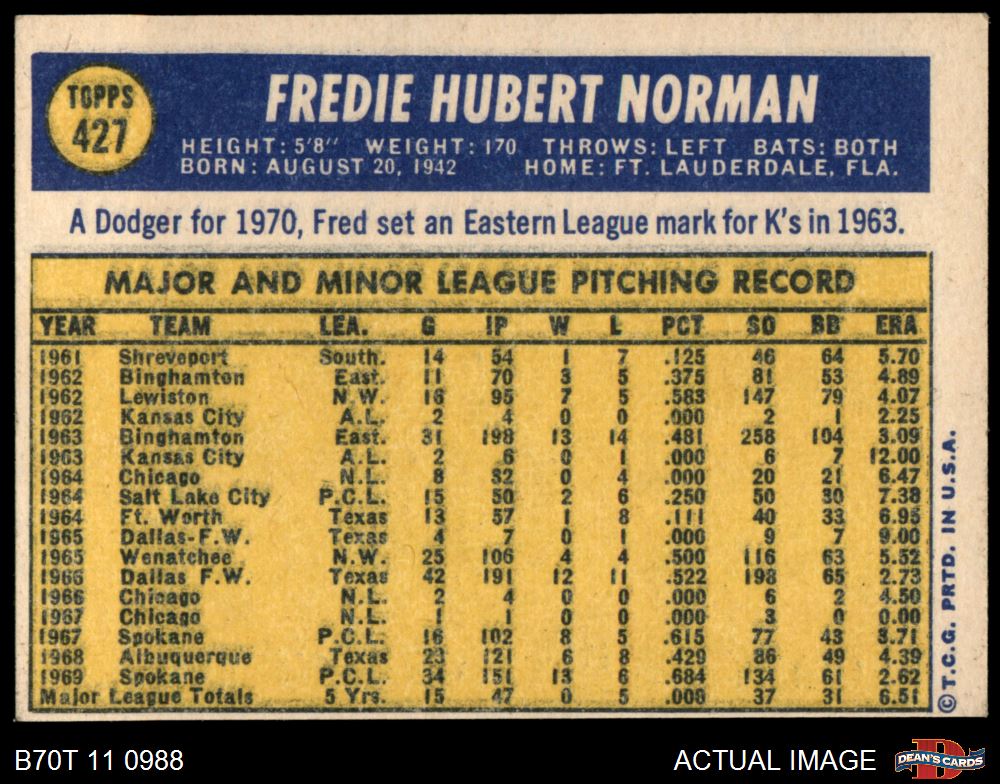 TOPPS
427
FREDIE HUBERT NORMAN
HEIGHT: 5'8" WEIGHT: 170 THROWS: LEFT BATS: BOTH
BORN: AUGUST 20, 1942 HOME: FT. LAUDERDALE, FLA.
A Dodger for 1970, Fred set an Eastern League mark for K's in 1963.
MAJOR AND MINOR LEAGUE PITCHING RECORD
YEAR TEAM LEA. G IP W L PCT SO BB ERA
1961 Shreveport South. 14 54 1 7 .125 46 64 5.70
1962 Binghamton East. 11 70 3 5 .375 81 53 4.89
1962 Lewiston N.W. 16 95 7 5 .583 147 79 4.07
1962 Kansas City A.L. 2 4 0 0 .000 2 1 2.25
1963 Binghamton East. 31 198 13 14 .481 258 104 3.09
1963 Kansas City A.L. 2 6 0 1 .000 6 7 12.00
1964 Chicago N.L. 8 32 0 4 .000 20 21 6.47
1964 Salt Lake City P.C.L. 15 50 2 6 .250 50 30 7.38
1964 Ft. Worth Texas 13 57 1 8 .111 40 33 6.95
1965 Dallas-F.W. Texas 4 7 0 1 .000 9 7 9.00
1965 Wenatchee N.W. 25 106 4 4 .500 116 63 5.52
1966 Dallas F.W. Texas 42 191 12 11 .522 198 65 2.73
1966 Chicago N.L. 2 4 0 0 .000 6 2 4.50
1967 Chicago N.L. 1 1 0 0 .000 3 0 0.00
1967 Spokane P.C.L. 16 102 8 5 .615 77 43 3.71
1968 Albuquerque Texas 23 121 6 8 .429 86 49 4.39
1969 Spokane P.C.L. 34 151 13 6 .684 134 61 2.62
Major League Totals 5 Yrs. 15 47 0 5 .000 37 31 6.51
© T.C.G. PRTD. IN U.S.A.
B70T 11 0988
ACTUAL IMAGE
D
DEAN'S CARDS